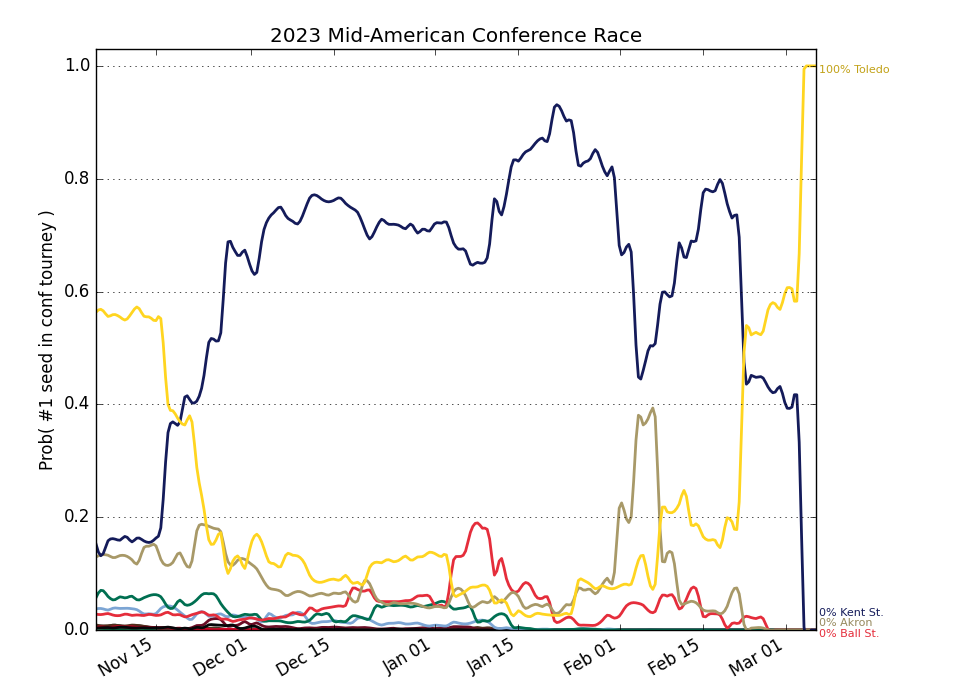 2023 Mid-American Conference Race
Prob( #1 seed in conf tourney )
1.0
0.8
0.6
0.4
0.2
0.0
Nov 15
Dec 01
Dec 15
Jan 01
Jan 15
Feb 01
Feb 15
Mar 01
100% Toledo
0% Kent St.
0% Akron
0% Ball St.